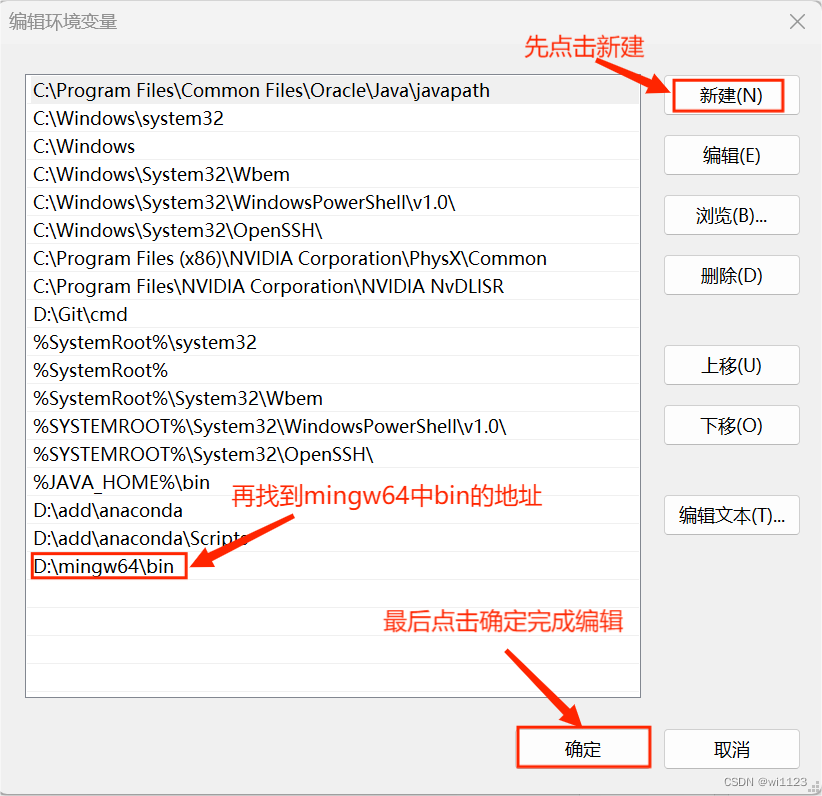 编辑环境变量
先点击新建
C:\Program Files\Common Files\Oracle\Java\javapath
新建(N)
C:\Windows\system32
C:\Windows
编辑(E)
C:\Windows\System32\Wbem
C:\Windows\System32\WindowsPowerShell\v1.0\
浏览(B)...
C:\Windows\System32\OpenSSH\
C:\Program Files (x86)\NVIDIA Corporation\PhysX\Common
删除(D)
C:\Program Files\NVIDIA Corporation\NVIDIA NvDLISR
D:\Git\cmd
%SystemRoot%\system32
%SystemRoot%
上移(U)
%SystemRoot%\System32\Wbem
%SYSTEMROOT%\System32\WindowsPowerShell\v1.0\
下移(O)
%SYSTEMROOT%\System32\OpenSSH\
%JAVA_HOME%\bin
再找到mingw64中bin的地址
D:\add\anaconda
编辑文本(T)...
D:\add\anaconda\Scripts
D:\mingw64\bin
最后点击确定完成编辑
确定
取消
CSDN @wi1123